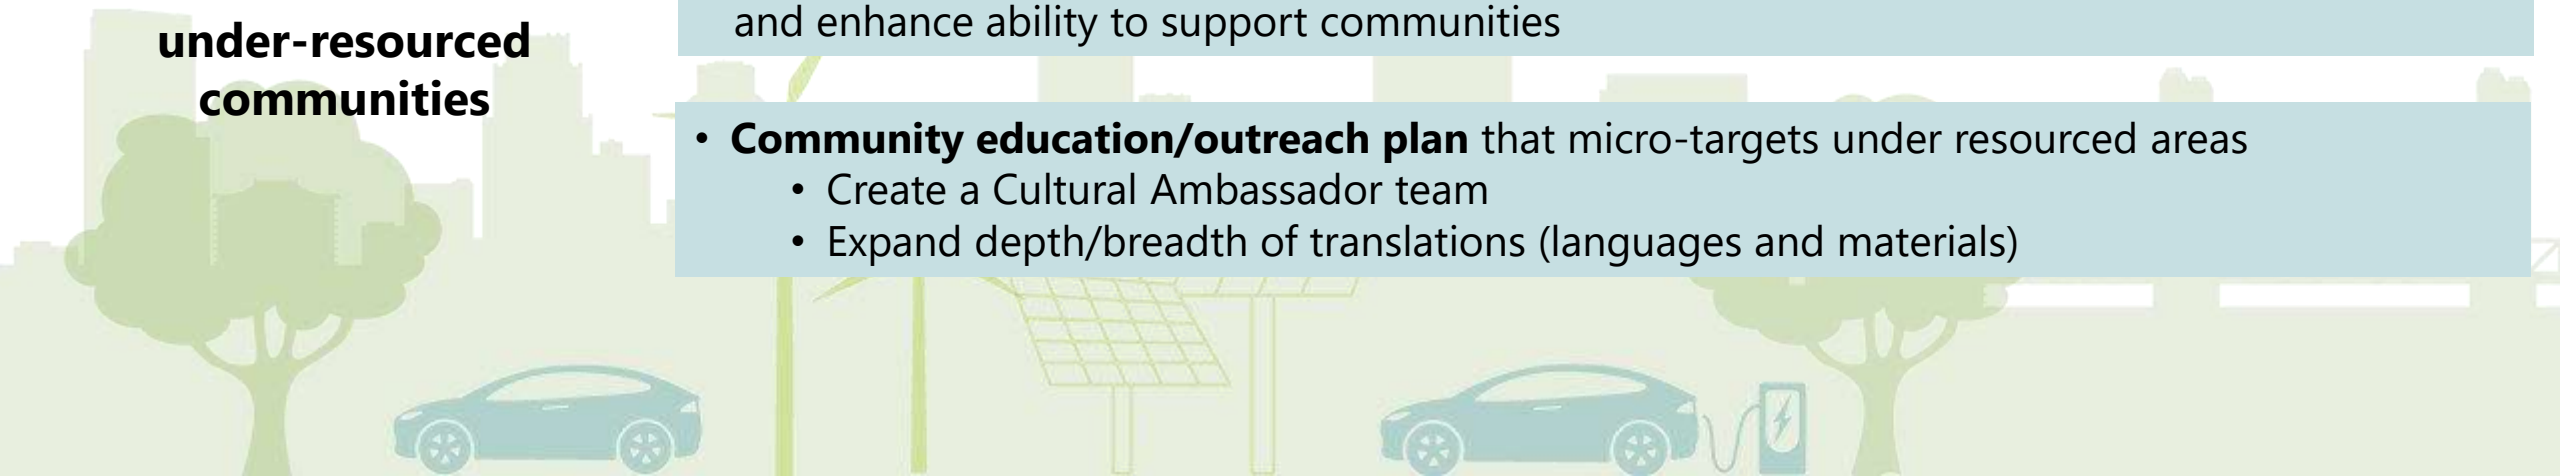 under-resourced
communities
and enhance ability to support communities
• Community education/outreach plan that micro-targets under resourced areas
• Create a Cultural Ambassador team
• Expand depth/breadth of translations (languages and materials)